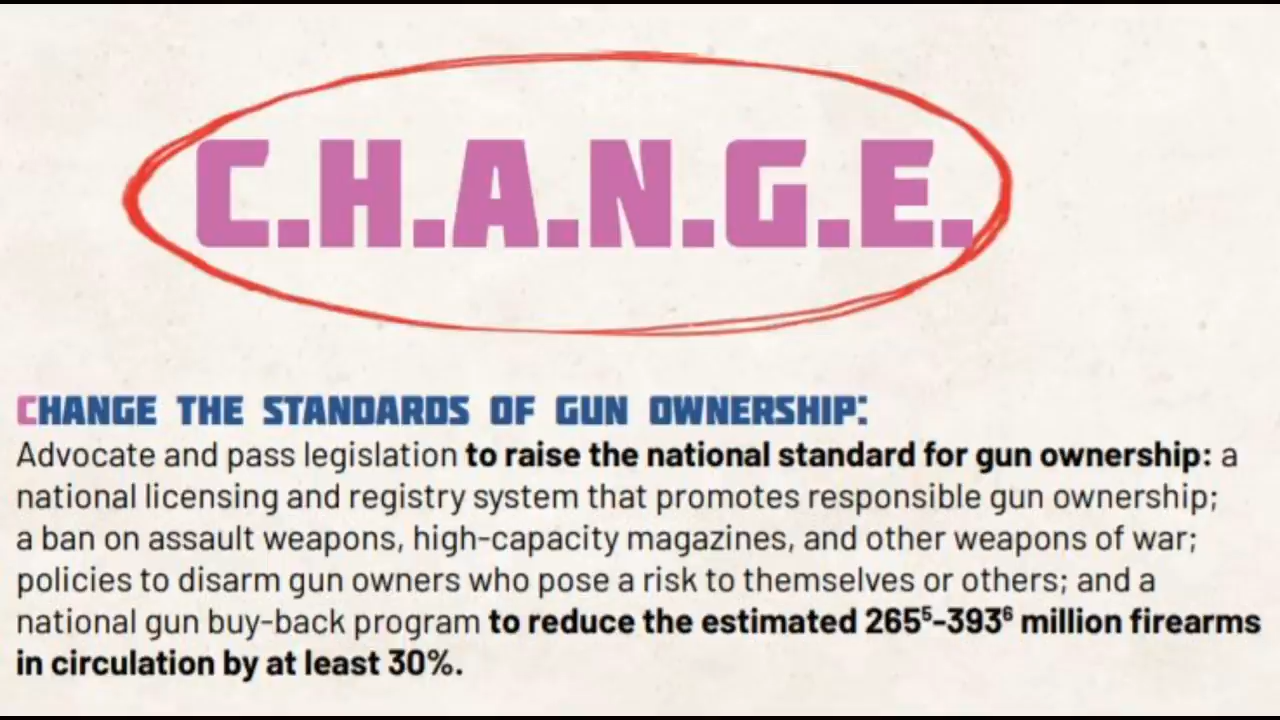 C.H.A.N.G.E.
CHANGE THE STANDARDS OF GUN OWNERSHIP:
Advocate and pass legislation to raise the national standard for gun ownership: a
national licensing and registry system that promotes responsible gun ownership;
a ban on assault weapons, high-capacity magazines, and other weapons of war;
policies to disarm gun owners who pose a risk to themselves or others; and a
national gun buy-back program to reduce the estimated 265⁵-393⁶ million firearms
in circulation by at least 30%.